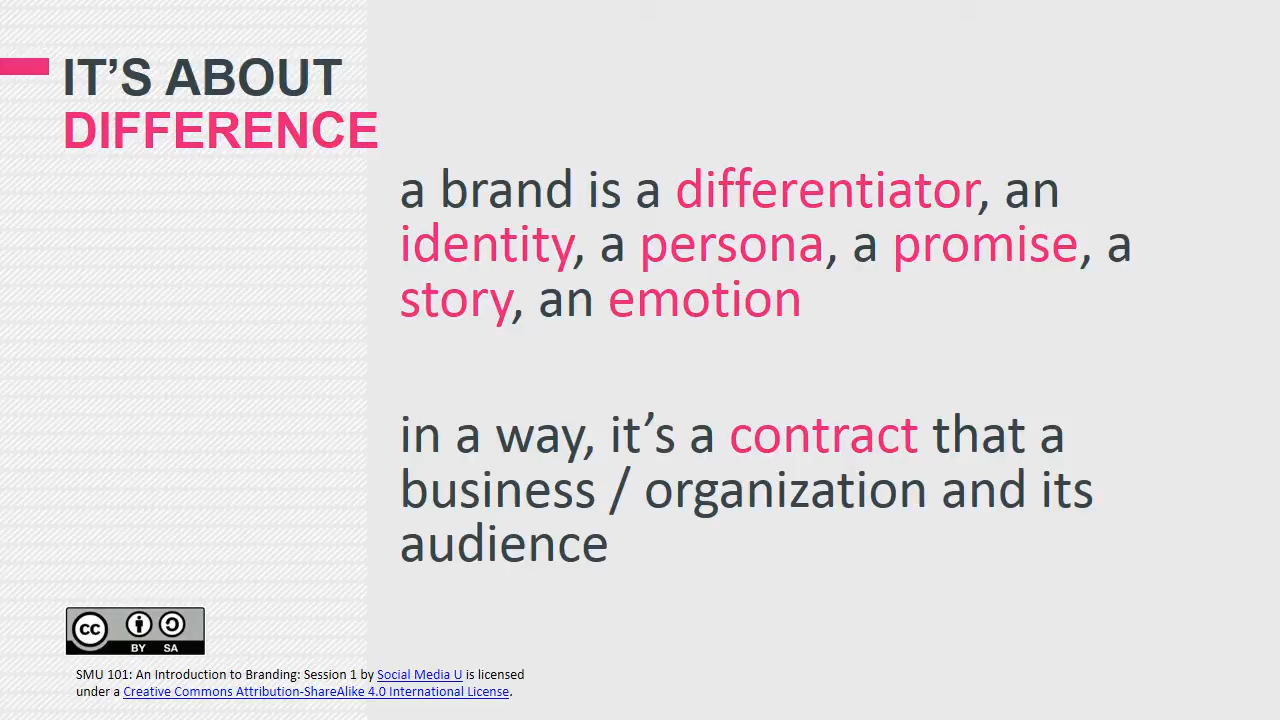 IT’S ABOUT
DIFFERENCE
a brand is a differentiator, an
identity, a persona, a promise, a
story, an emotion
in a way, it’s a contract that a
business / organization and its
audience
CC BY SA
SMU 101: An Introduction to Branding: Session 1 by Social Media U is licensed
under a Creative Commons Attribution-ShareAlike 4.0 International License.